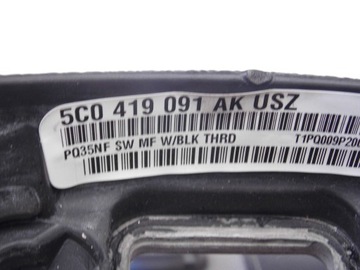 5C0 419 091 AK USZ
PQ35NF SW MF W/BLK THRD